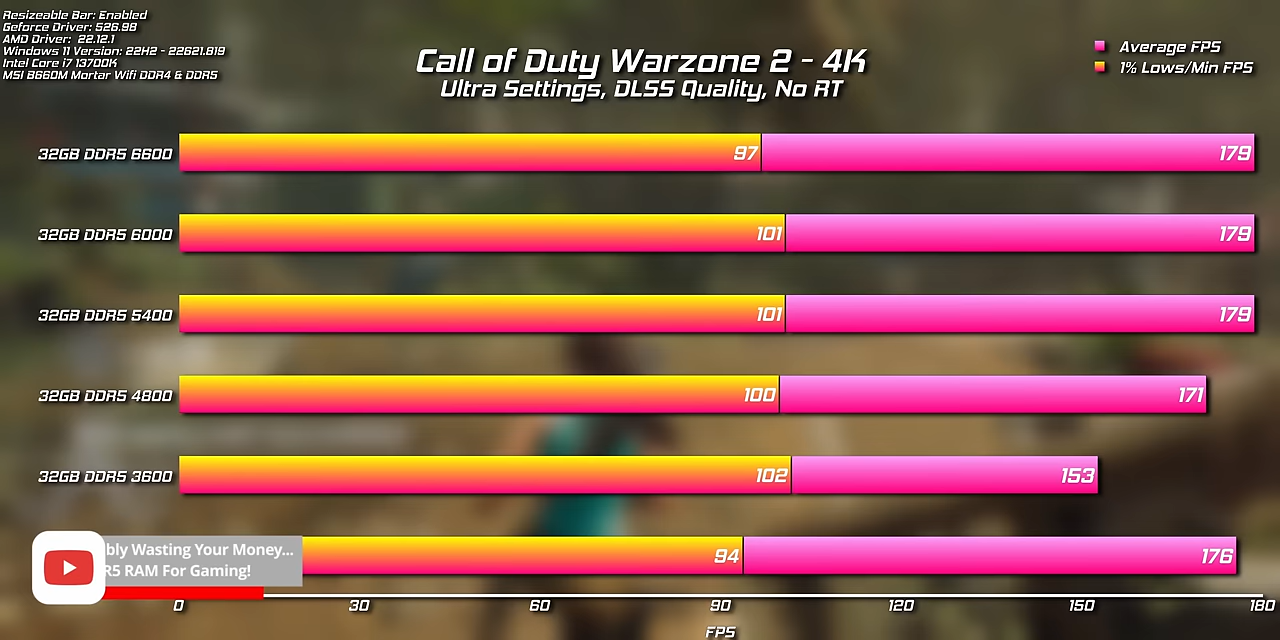 Resizeable Bar: Enabled
Geforce Driver: 526.98
AMD Driver: 22.12.1
Windows 11 Version: 22H2 - 22621.819
Intel Core i7 13700K
MSI B660M Mortar Wifi DDR4 & DDR5
Call of Duty Warzone 2 - 4K
Ultra Settings, DLSS Quality, No RT
Average FPS
1% Lows/Min FPS
32GB DDR5 6600 97 179
32GB DDR5 6000 101 179
32GB DDR5 5400 101 179
32GB DDR5 4800 100 171
32GB DDR5 3600 102 153
94 176
bly Wasting Your Money...
R5 RAM For Gaming!
0 30 60 90 120 150 180
FPS